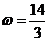 ϖ = 14/3